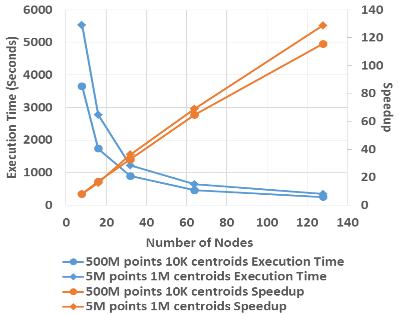 6000 140
5000 120
4000 100
3000 80
2000 60
1000 40
0 20
0
Execution Time (Seconds)
Speedup
0 20 40 60 80 100 120 140
Number of Nodes
500M points 10K centroids Execution Time
5M points 1M centroids Execution Time
500M points 10K centroids Speedup
5M points 1M centroids Speedup